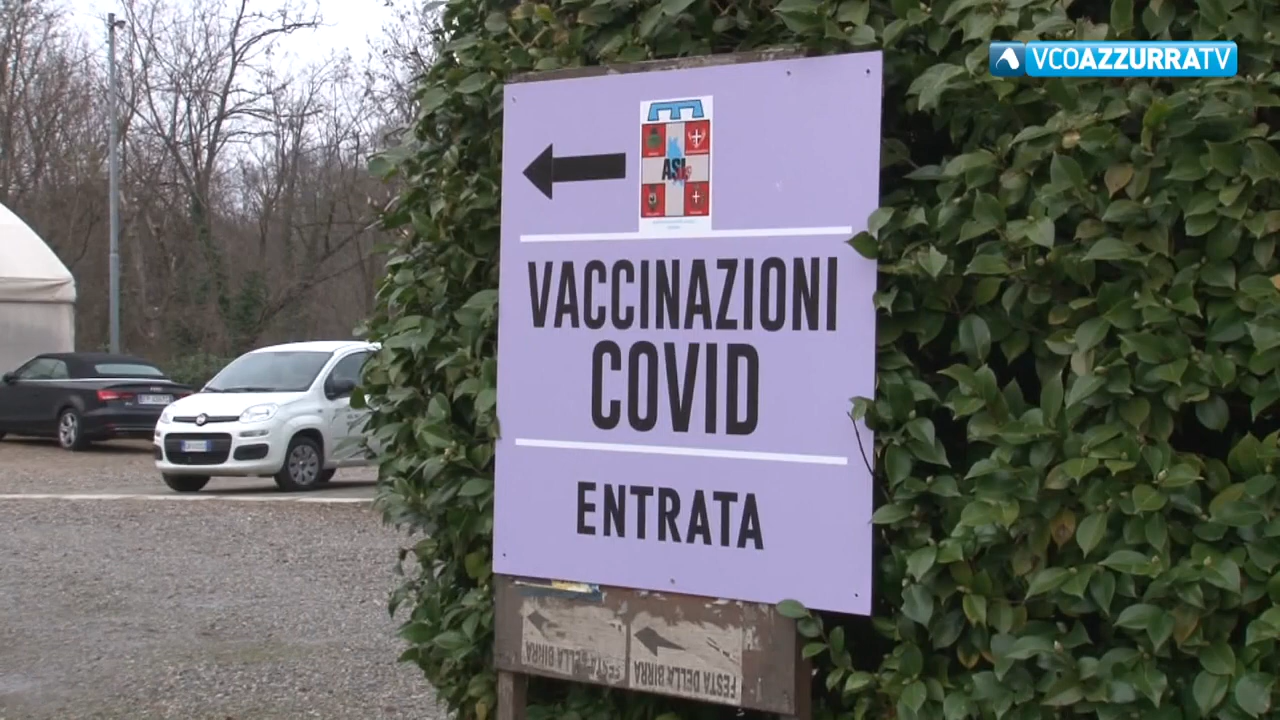 VCOAZZURRATV
ASL
VACCINAZIONI
COVID
ENTRATA
FESTA DELLA BIRRA
FESTA DELLA BIRRA